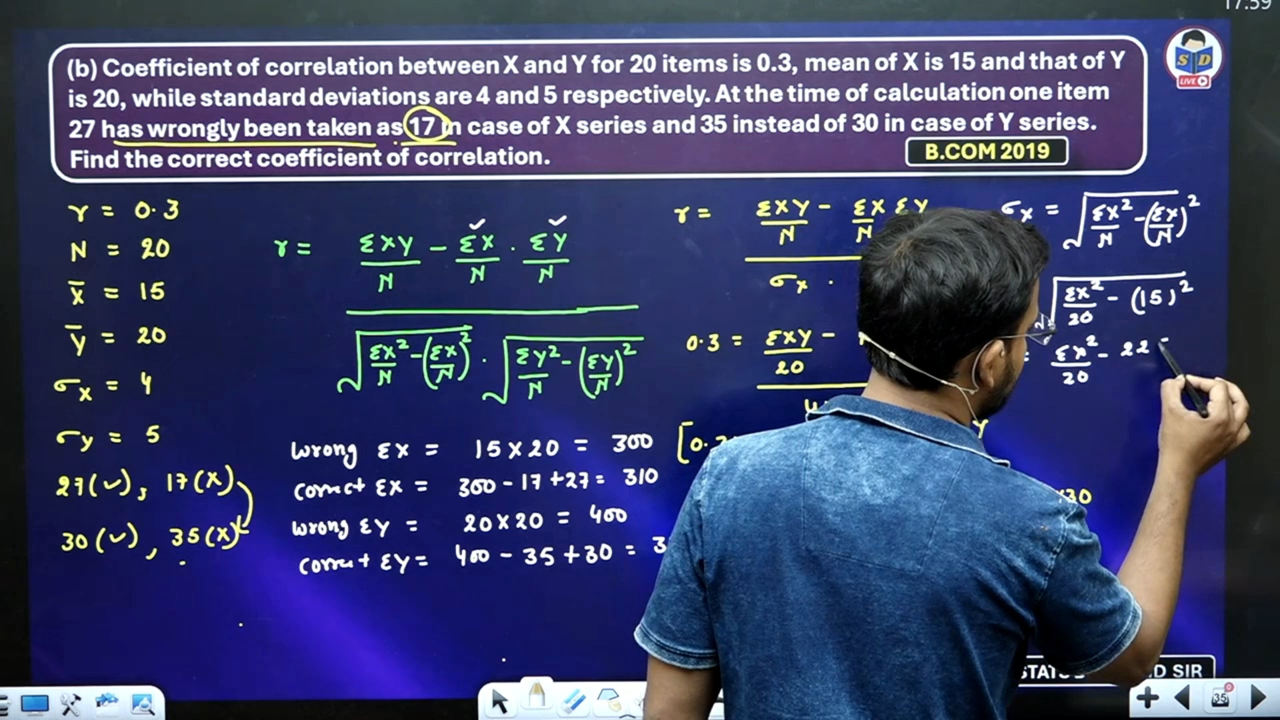 17:59
(b) Coefficient of correlation between X and Y for 20 items is 0.3, mean of X is 15 and that of Y
is 20, while standard deviations are 4 and 5 respectively. At the time of calculation one item
27 has wrongly been taken as 17 in case of X series and 35 instead of 30 in case of Y series.
Find the correct coefficient of correlation.
B.COM 2019
SD
LIVE
r = 0.3
N = 20
X̄ = 15
ȳ = 20
σx = 4
σy = 5
27(✓), 17(x)
30(✓), 35(x)
r = ΣXY/N − ΣX/N · ΣY/N
√ΣX²/N − (ΣX/N)² · √ΣY²/N − (ΣY/N)²
Wrong ΣX = 15×20 = 300
correct ΣX = 300 − 17 + 27 = 310
Wrong ΣY = 20×20 = 400
correct ΣY = 400 − 35 + 30 = 3
r = ΣXY/N − ΣX/N ΣY
σx ·
0.3 = ΣXY/20 −
[0.
×30
σx = √ΣX²/N − (ΣX/N)²
√ΣX²/20 − (15)²
ΣX²/20 − 22
SIR
35